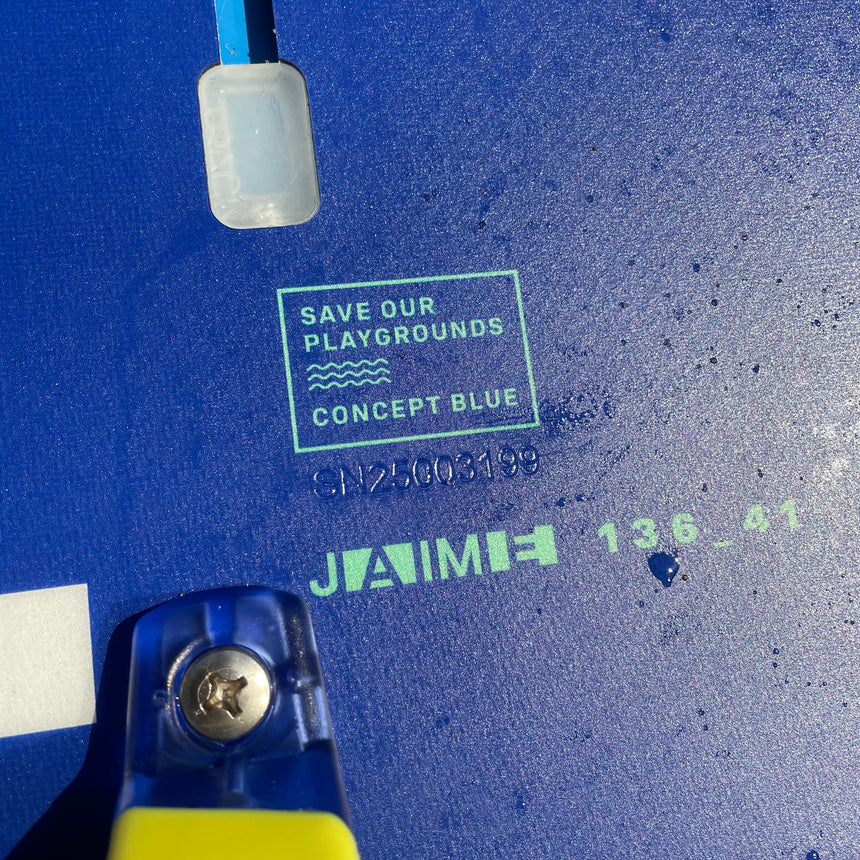 SAVE OUR
PLAYGROUNDS
CONCEPT BLUE
SN25003199
JAIME 136_41